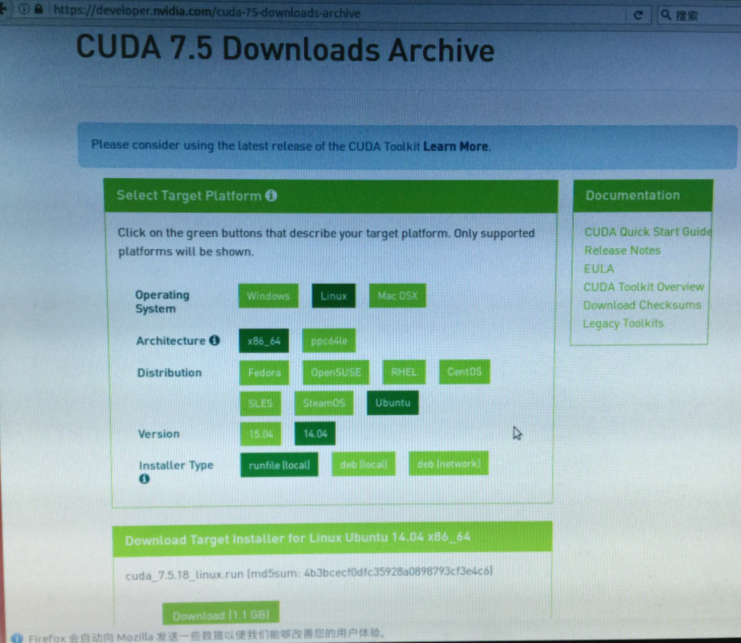 https://developer.nvidia.com/cuda-75-downloads-archive
搜索
CUDA 7.5 Downloads Archive
Please consider using the latest release of the CUDA Toolkit Learn More.
Select Target Platform
Click on the green buttons that describe your target platform. Only supported
platforms will be shown.
Operating
System
Windows Linux Mac OSX
Architecture x86_64 ppc64le
Distribution Fedora OpenSUSE RHEL CentOS
SLES SteamOS Ubuntu
Version 15.04 14.04
Installer Type runfile (local) deb (local) deb (network)
Documentation
CUDA Quick Start Guide
Release Notes
EULA
CUDA Toolkit Overview
Download Checksums
Legacy Toolkits
Download Target Installer for Linux Ubuntu 14.04 x86_64
cuda_7.5.18_linux.run (md5sum: 4b3bcecf0dfc35928a0898793cf3e4c6)
Download (1.1 GB)
Firefox 会自动向 Mozilla 发送一些数据以便我们能够改善您的用户体验。